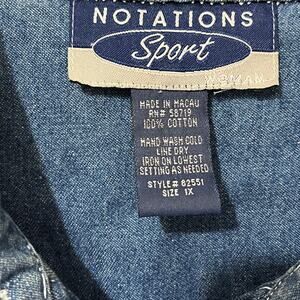 NOTATIONS
Sport
WOMAN
MADE IN MACAU
RN# 58719
100% COTTON
HAND WASH COLD
LINE DRY
IRON ON LOWEST
SETTING AS NEEDED
STYLE# 62551
SIZE 1X